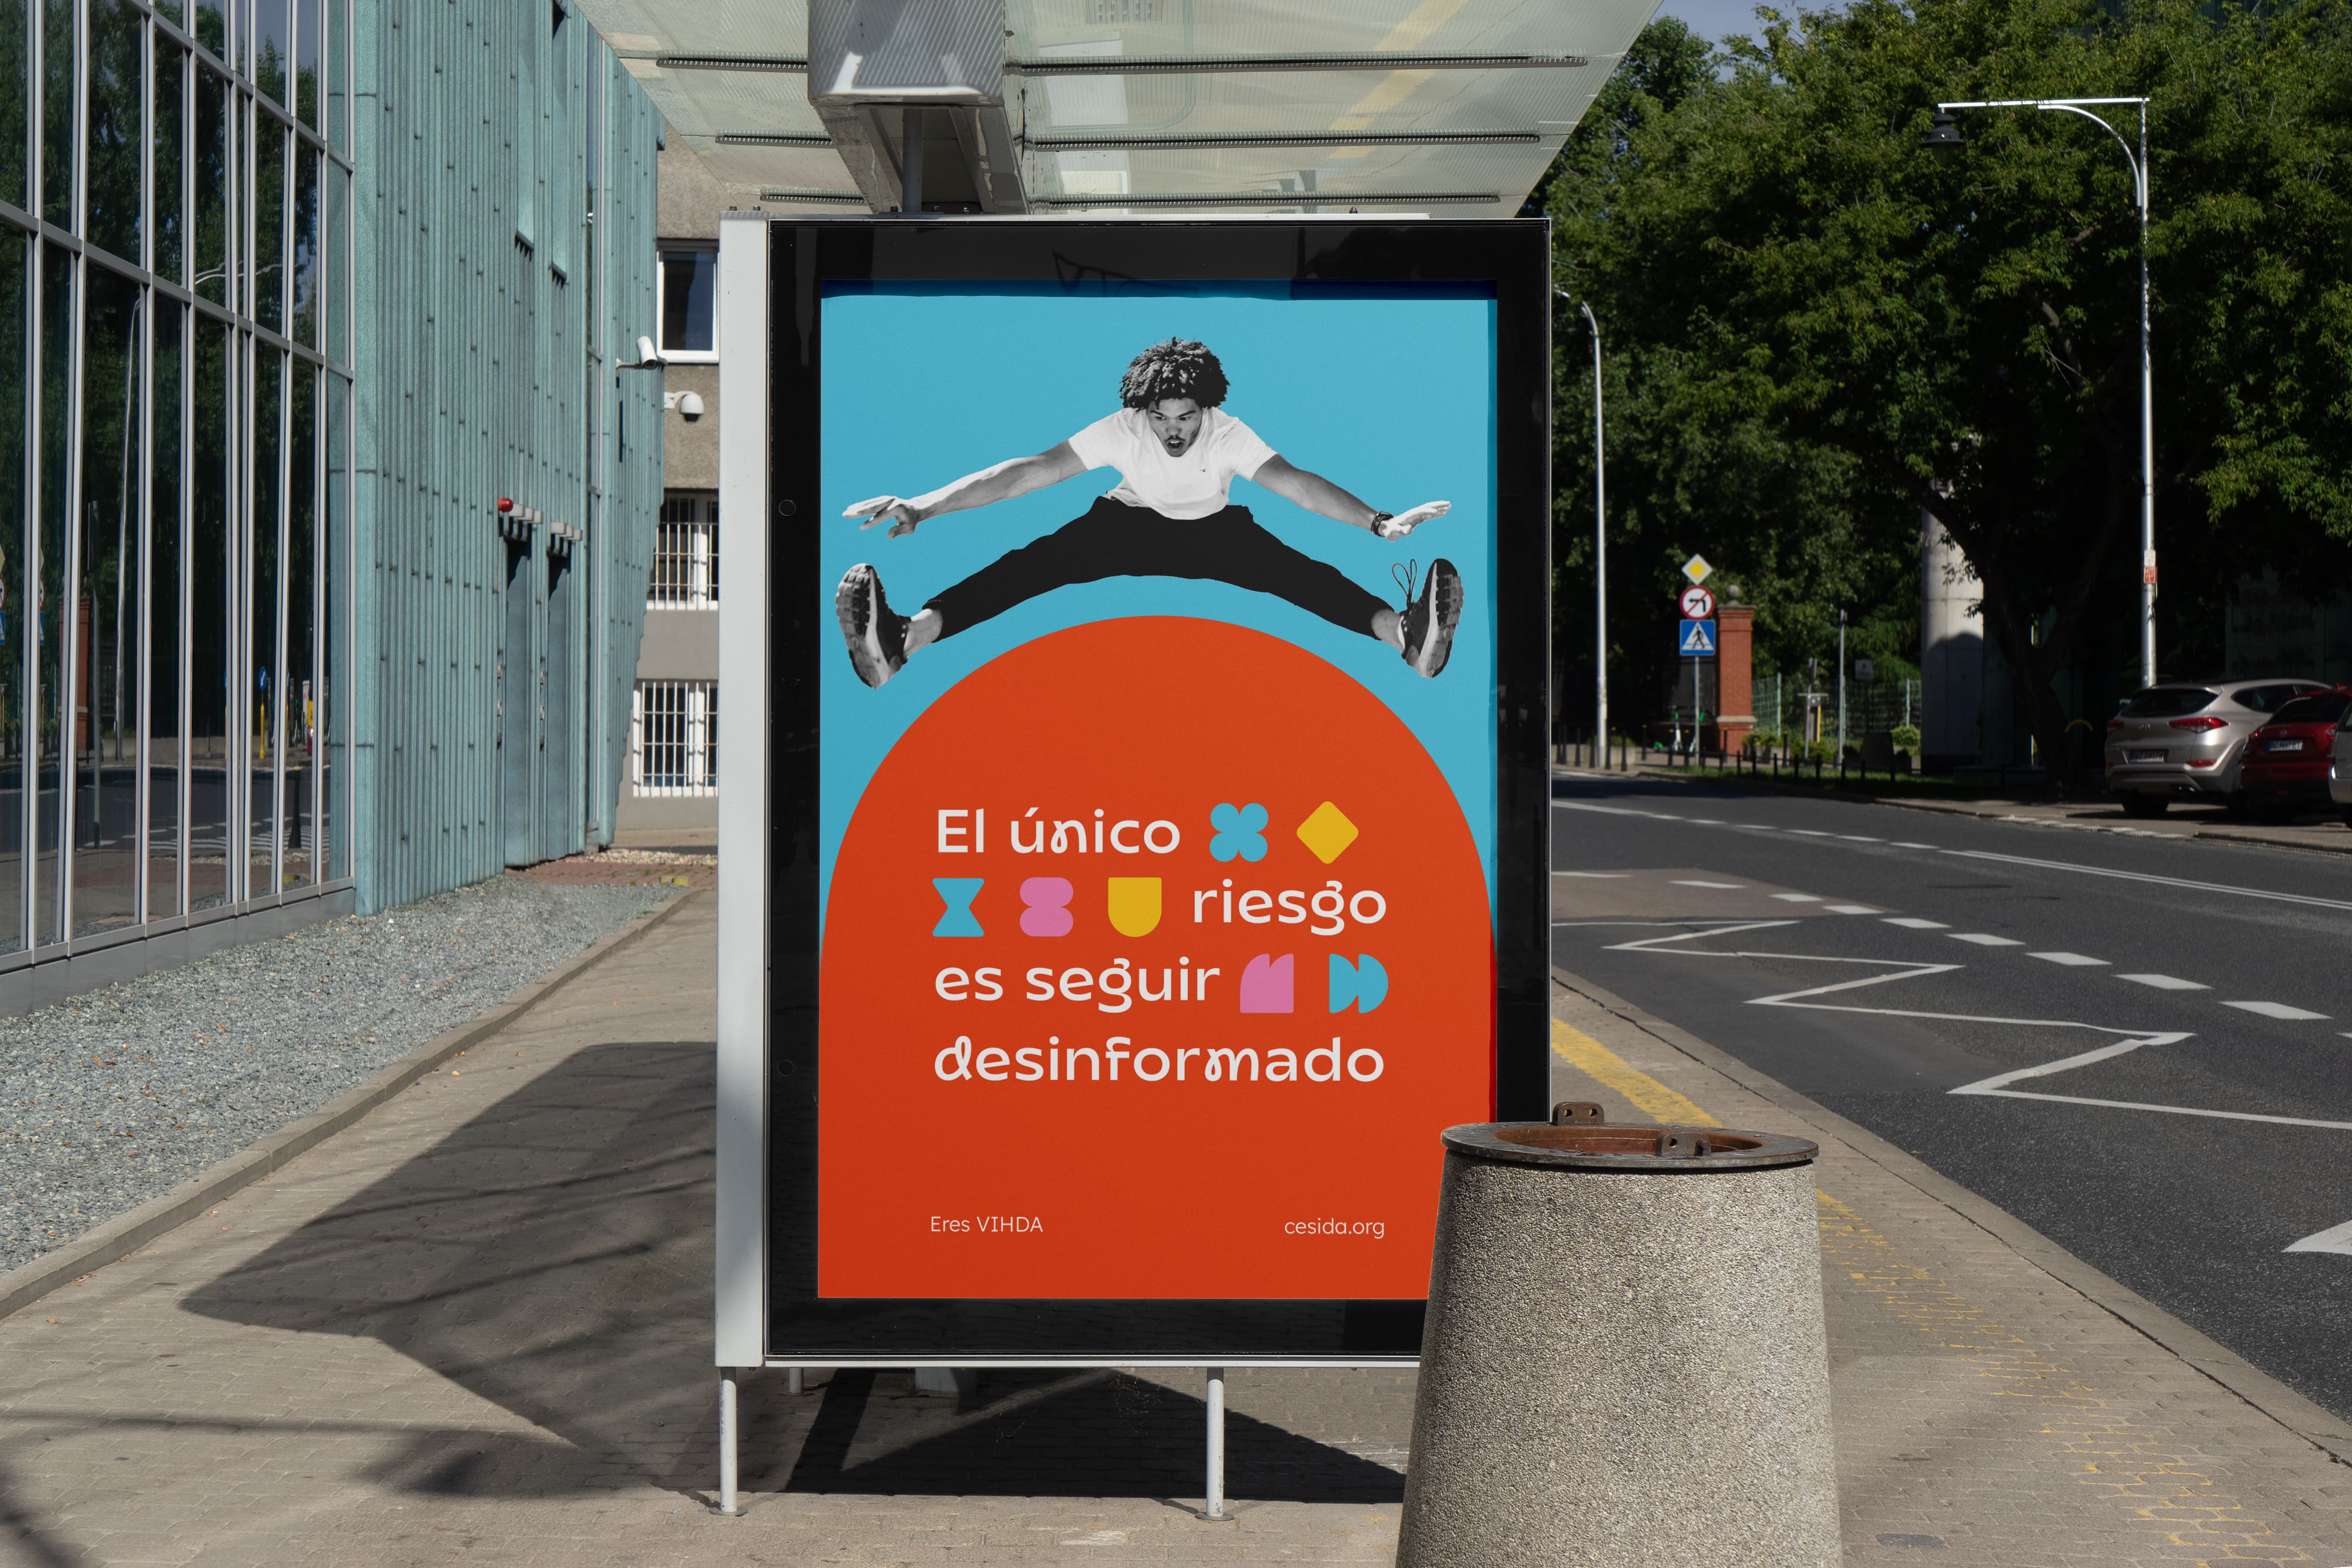 El único
riesgo
es seguir
desinformado
Eres VIHDA
cesida.org